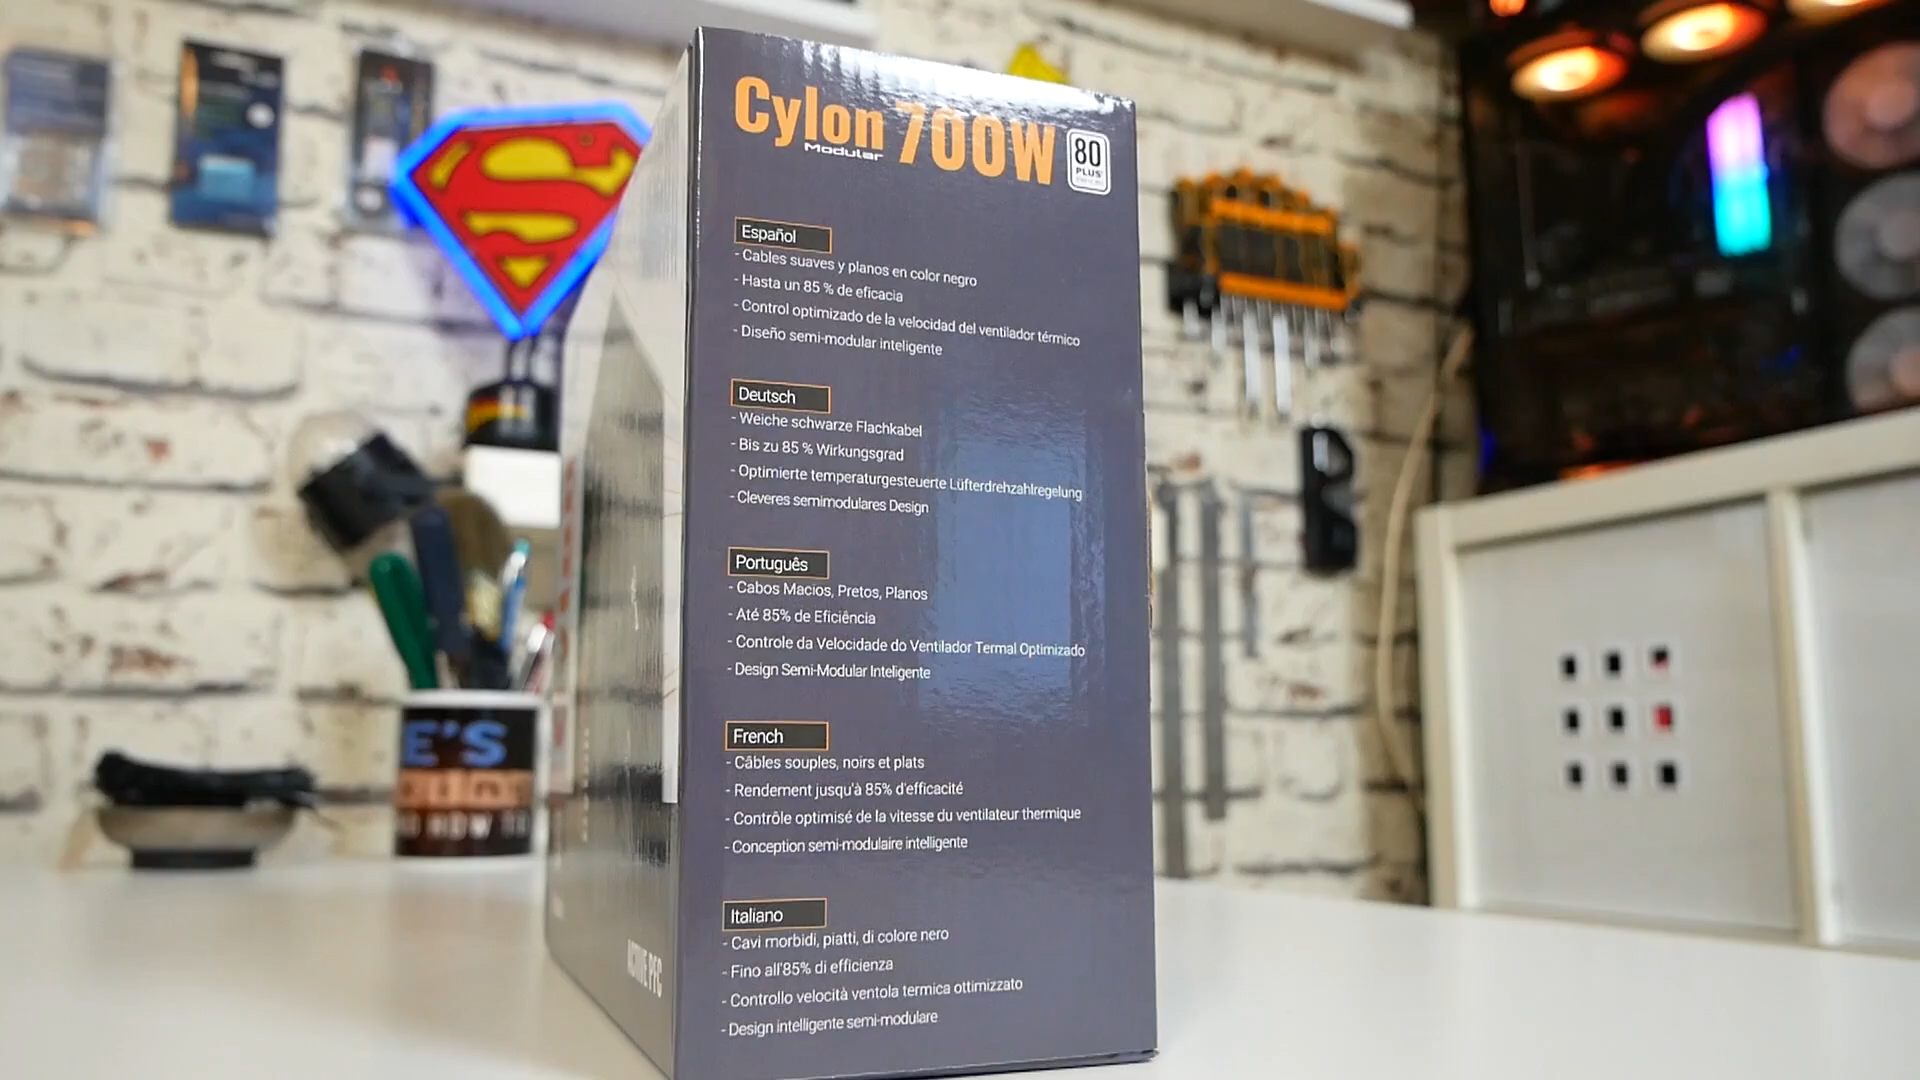 Cylon 700W
Modular
80
PLUS
Español
- Cables suaves y planos en color negro
- Hasta un 85 % de eficacia
- Control optimizado de la velocidad del ventilador térmico
- Diseño semi-modular inteligente
Deutsch
- Weiche schwarze Flachkabel
- Bis zu 85 % Wirkungsgrad
- Optimierte temperaturgesteuerte Lüfterdrehzahlregelung
- Cleveres semimodulares Design
Português
- Cabos Macios, Pretos, Planos
- Até 85% de Eficiência
- Controle da Velocidade do Ventilador Termal Optimizado
- Design Semi-Modular Inteligente
French
- Câbles souples, noirs et plats
- Rendement jusqu'à 85% d'efficacité
- Contrôle optimisé de la vitesse du ventilateur thermique
- Conception semi-modulaire intelligente
Italiano
- Cavi morbidi, piatti, di colore nero
- Fino all'85% di efficienza
- Controllo velocità ventola termica ottimizzato
- Design intelligente semi-modulare
ACTIVE PFC
E'S
HOW